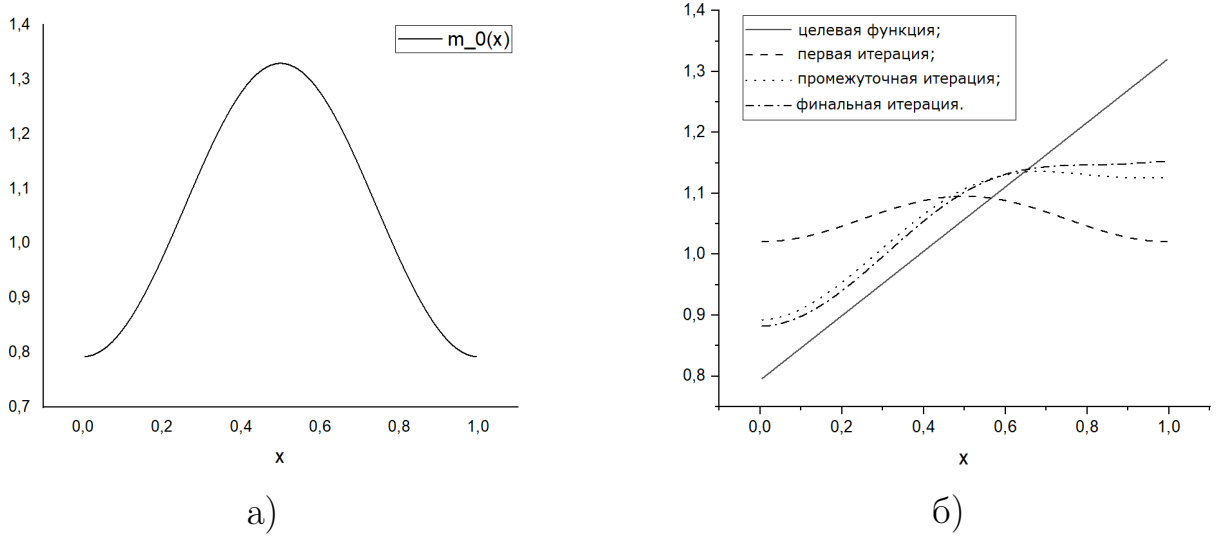 1,4
1,3
1,2
1,1
1,0
0,9
0,8
0,7
0,0 0,2 0,4 0,6 0,8 1,0
x
m_0(x)
а)
1,4
1,3
1,2
1,1
1,0
0,9
0,8
0,0 0,2 0,4 0,6 0,8 1,0
x
целевая функция;
первая итерация;
промежуточная итерация;
финальная итерация.
б)